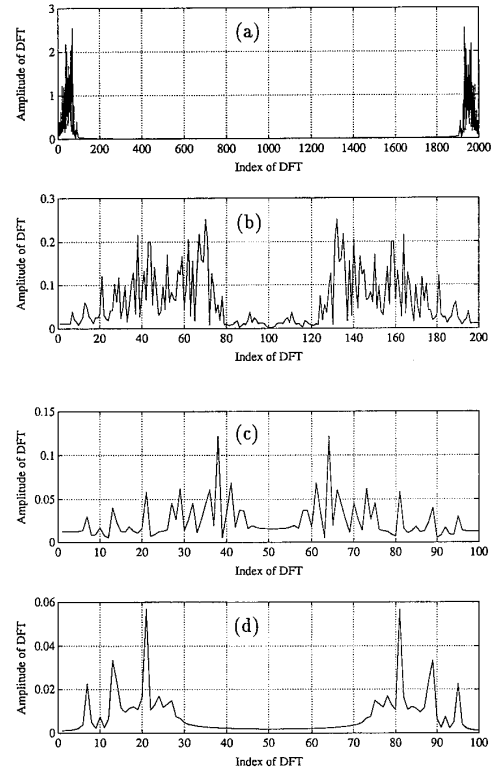 3
(a)
2
1
0
Amplitude of DFT
0 200 400 600 800 1000 1200 1400 1600 1800 2000
Index of DFT
0.3
(b)
0.2
0.1
0
Amplitude of DFT
0 20 40 60 80 100 120 140 160 180 200
Index of DFT
0.15
(c)
0.1
0.05
0
Amplitude of DFT
0 10 20 30 40 50 60 70 80 90 100
Index of DFT
0.06
(d)
0.04
0.02
0
Amplitude of DFT
0 10 20 30 40 50 60 70 80 90 100
Index of DFT